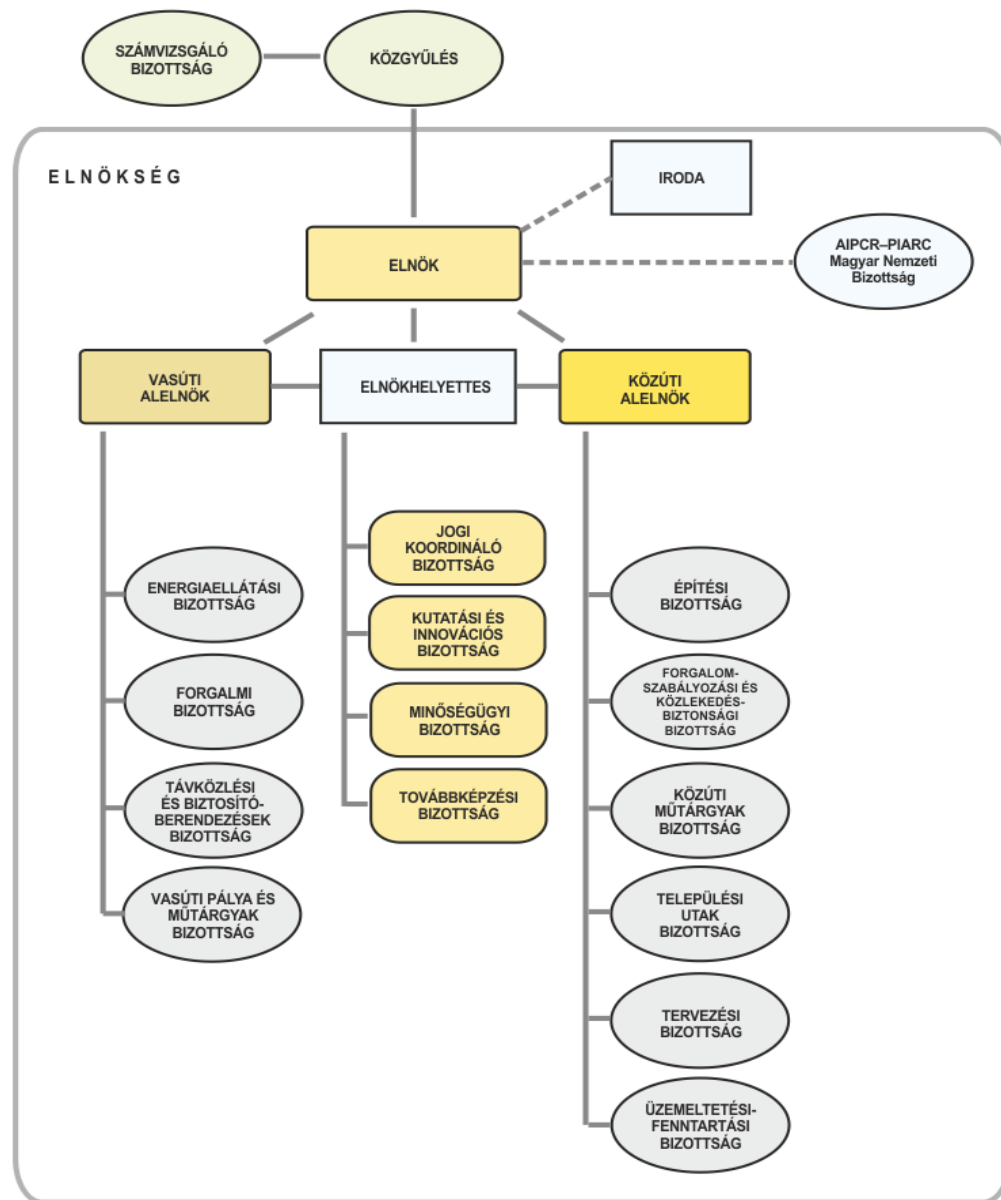 SZÁMVIZSGÁLÓ
BIZOTTSÁG
KÖZGYŰLÉS
ELNÖKSÉG
IRODA
ELNÖK
AIPCR–PIARC
Magyar Nemzeti
Bizottság
VASÚTI
ALELNÖK
ELNÖKHELYETTES
KÖZÚTI
ALELNÖK
ENERGIAELLÁTÁSI
BIZOTTSÁG
FORGALMI
BIZOTTSÁG
TÁVKÖZLÉSI
ÉS BIZTOSÍTÓ-
BERENDEZÉSEK
BIZOTTSÁG
VASÚTI PÁLYA ÉS
MŰTÁRGYAK
BIZOTTSÁG
JOGI
KOORDINÁLÓ
BIZOTTSÁG
KUTATÁSI ÉS
INNOVÁCIÓS
BIZOTTSÁG
MINŐSÉGÜGYI
BIZOTTSÁG
TOVÁBBKÉPZÉSI
BIZOTTSÁG
ÉPÍTÉSI
BIZOTTSÁG
FORGALOM-
SZABÁLYOZÁSI ÉS
KÖZLEKEDÉS-
BIZTONSÁGI
BIZOTTSÁG
KÖZÚTI
MŰTÁRGYAK
BIZOTTSÁG
TELEPÜLÉSI
UTAK
BIZOTTSÁG
TERVEZÉSI
BIZOTTSÁG
ÜZEMELTETÉSI-
FENNTARTÁSI
BIZOTTSÁG